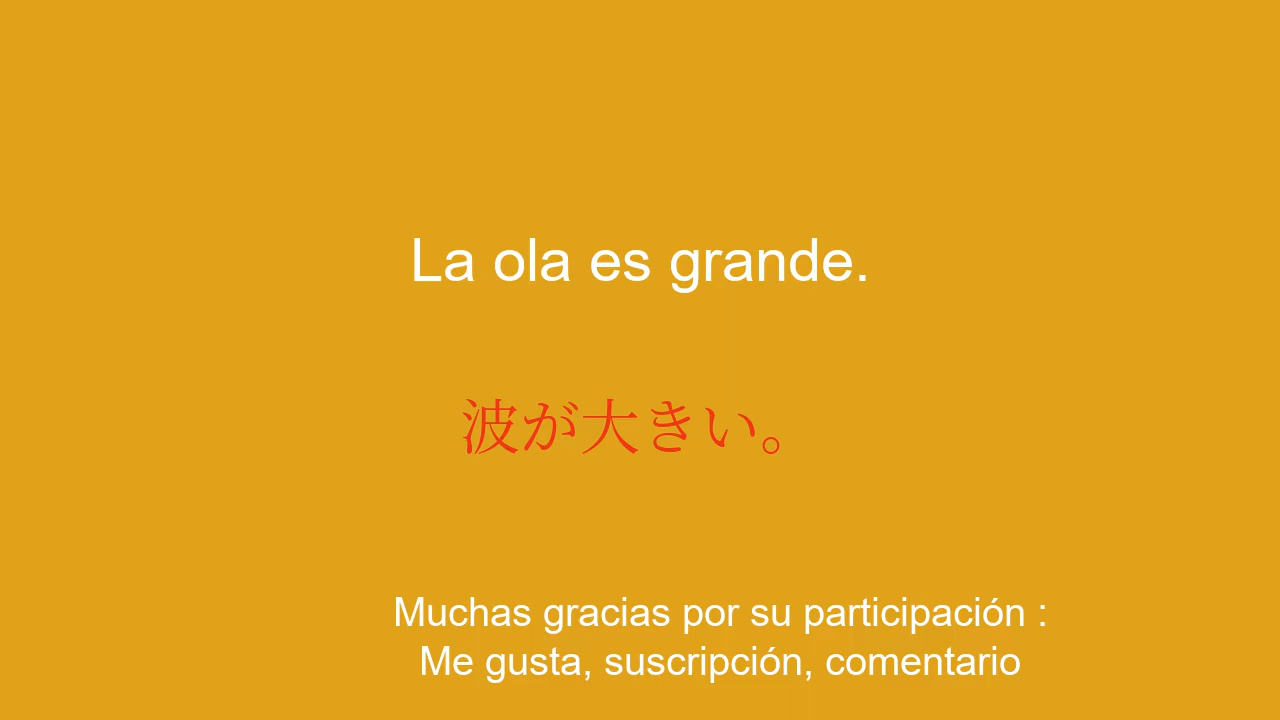 La ola es grande.
波が大きい。
Muchas gracias por su participación :
Me gusta, suscripción, comentario